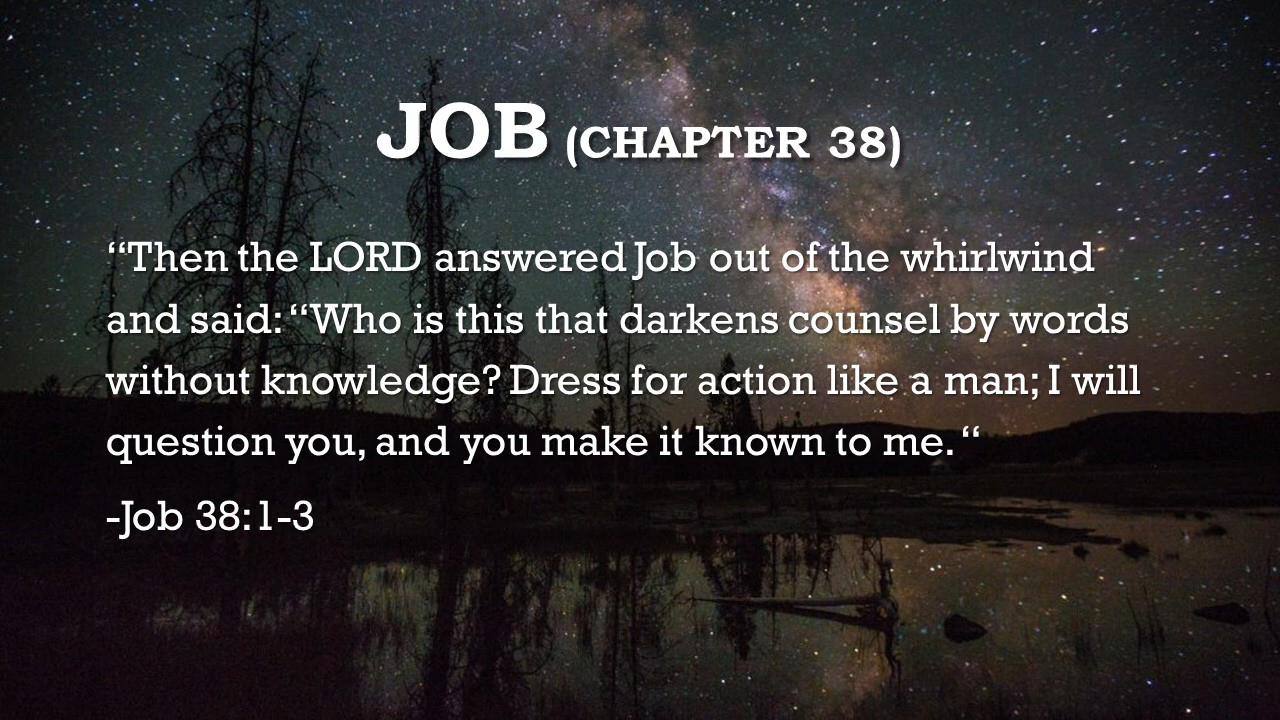 JOB (CHAPTER 38)
“Then the LORD answered Job out of the whirlwind
and said: “Who is this that darkens counsel by words
without knowledge? Dress for action like a man; I will
question you, and you make it known to me. “
-Job 38:1-3